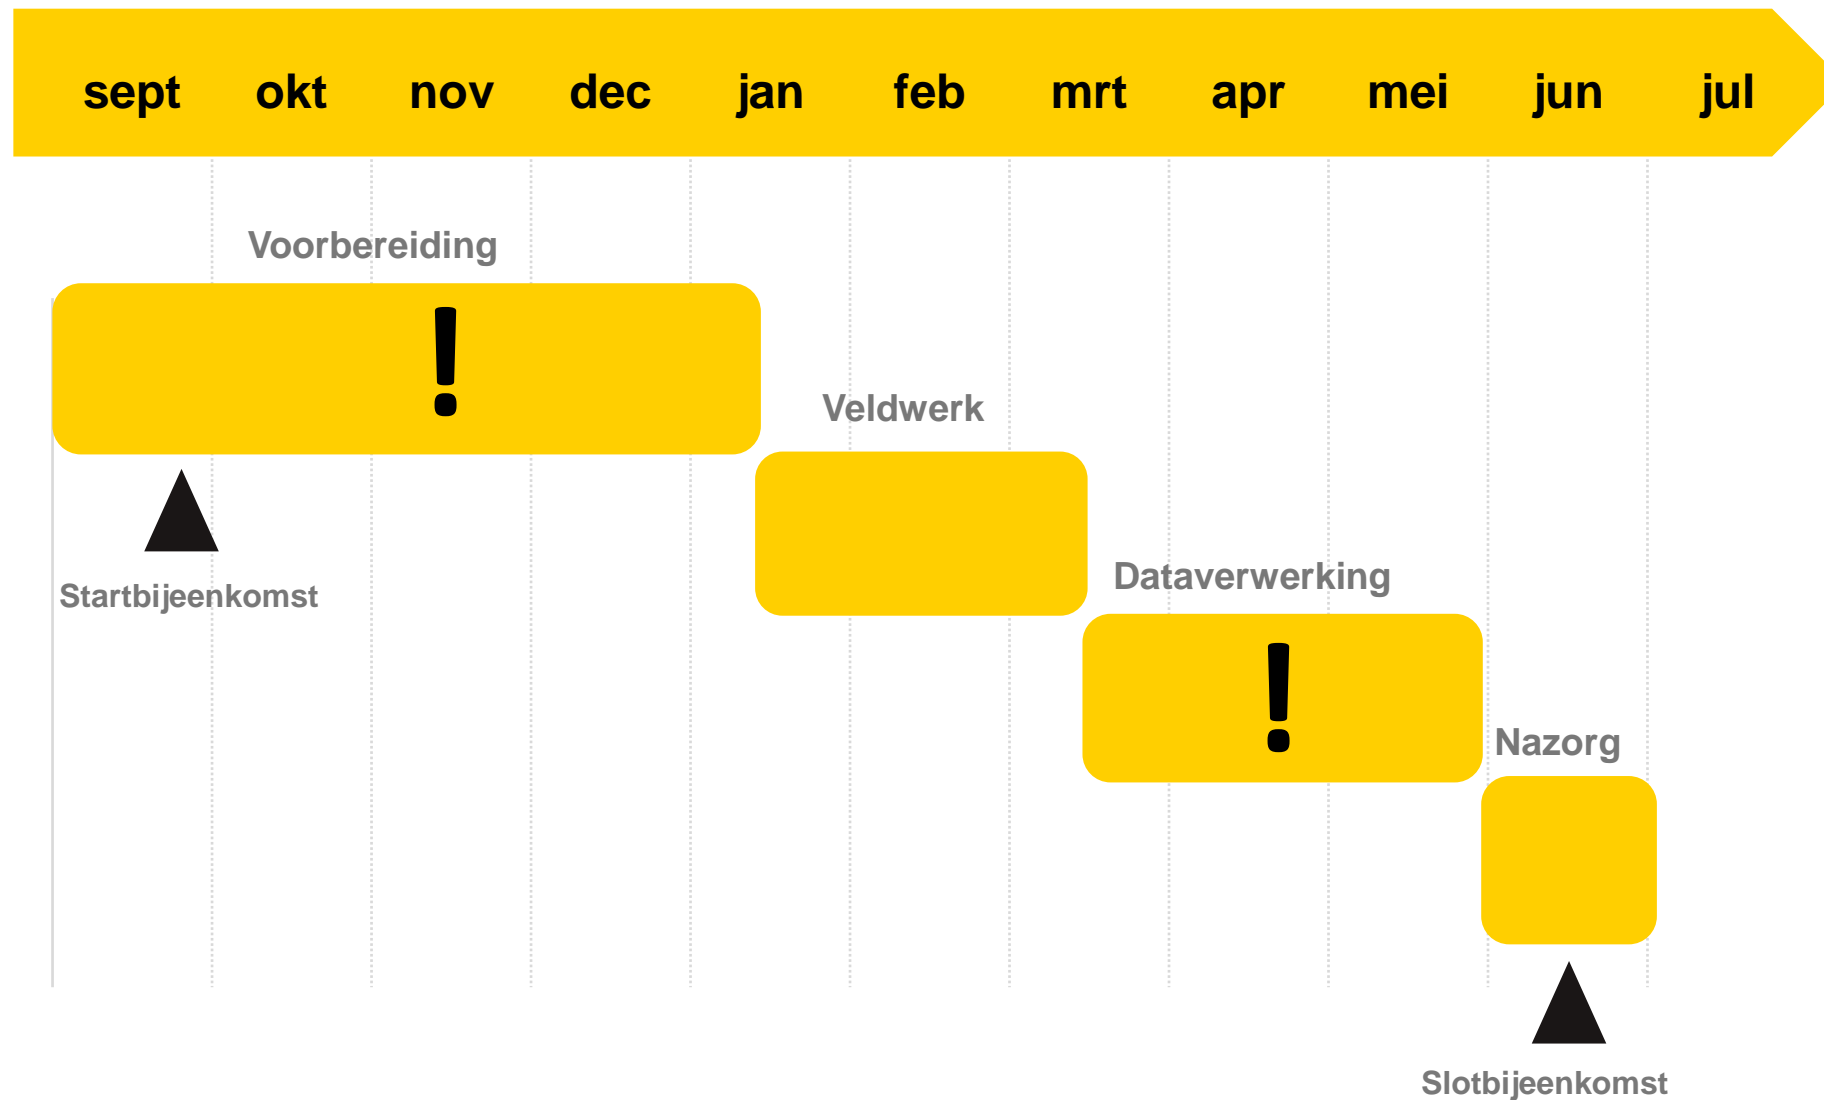 sept okt nov dec jan feb mrt apr mei jun jul
Voorbereiding
!
Veldwerk
Startbijeenkomst
Dataverwerking
!
Nazorg
Slotbijeenkomst